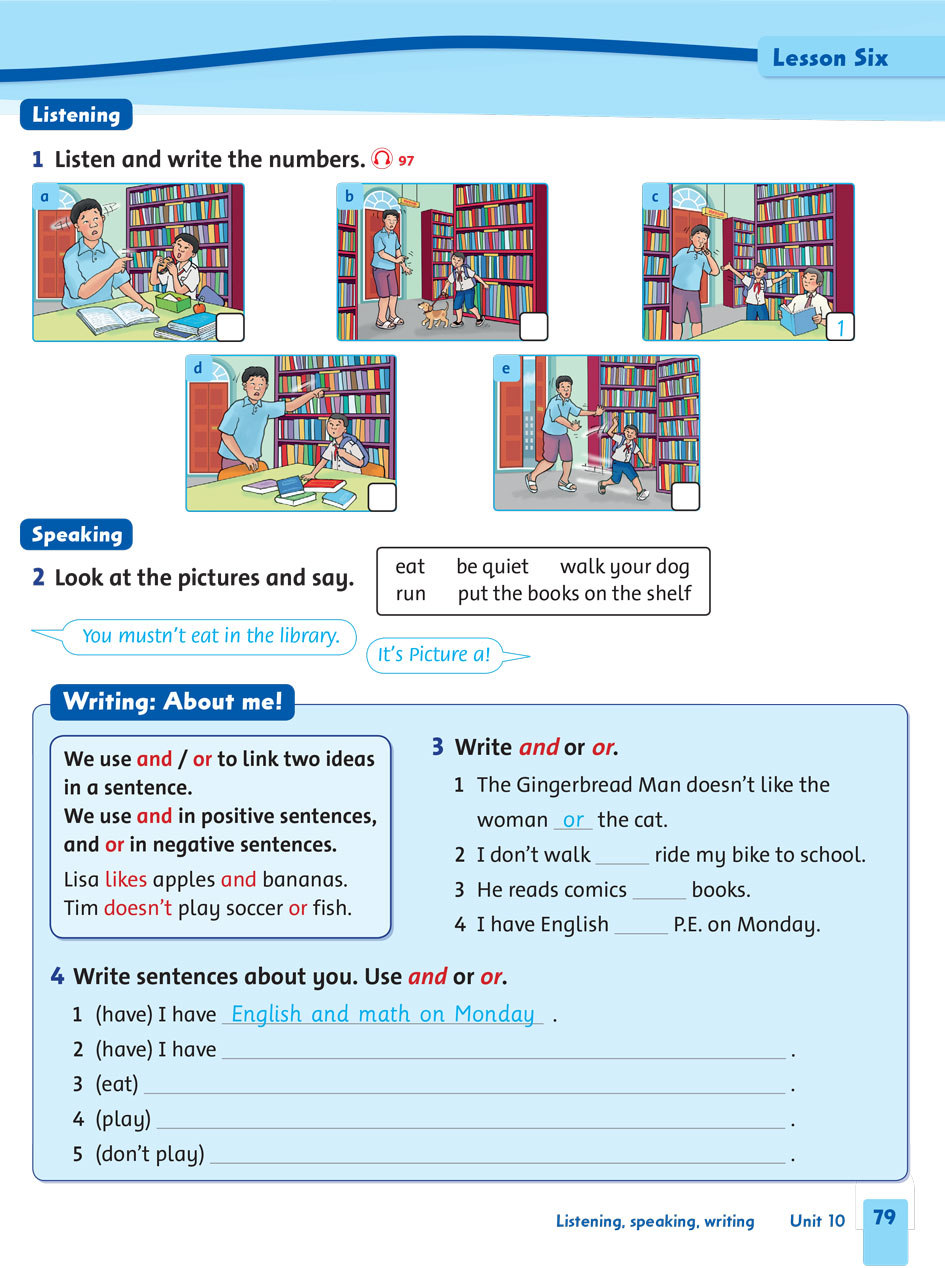 Lesson Six
Listening
1 Listen and write the numbers. 97
a
b
c
1
d
e
Speaking
2 Look at the pictures and say.
eat be quiet walk your dog
run put the books on the shelf
You mustn't eat in the library.
It's Picture a!
Writing: About me!
We use and / or to link two ideas
in a sentence.
We use and in positive sentences,
and or in negative sentences.
Lisa likes apples and bananas.
Tim doesn't play soccer or fish.
3 Write and or or.
1 The Gingerbread Man doesn't like the
woman or the cat.
2 I don't walk _____ ride my bike to school.
3 He reads comics _____ books.
4 I have English _____ P.E. on Monday.
4 Write sentences about you. Use and or or.
1 (have) I have English and math on Monday .
2 (have) I have _____ .
3 (eat) _____ .
4 (play) _____ .
5 (don't play) _____ .
Listening, speaking, writing Unit 10 79